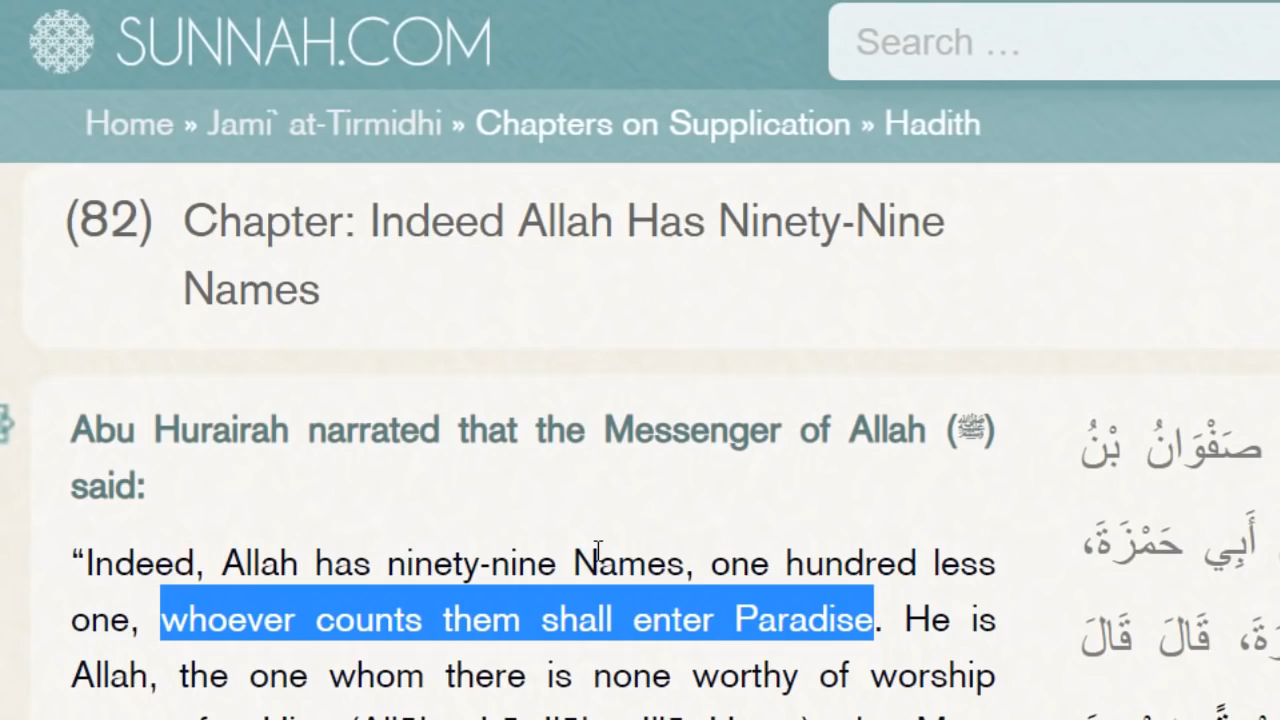 SUNNAH.COM
Search ...
Home » Jami` at-Tirmidhi » Chapters on Supplication » Hadith
(82) Chapter: Indeed Allah Has Ninety-Nine
Names
Abu Hurairah narrated that the Messenger of Allah (ﷺ)
said:
“Indeed, Allah has ninety-nine Names, one hundred less
one, whoever counts them shall enter Paradise. He is
Allah, the one whom there is none worthy of worship
صَفْوَانُ بْنُ
أَبِي حَمْزَةَ،
قَالَ قَالَ